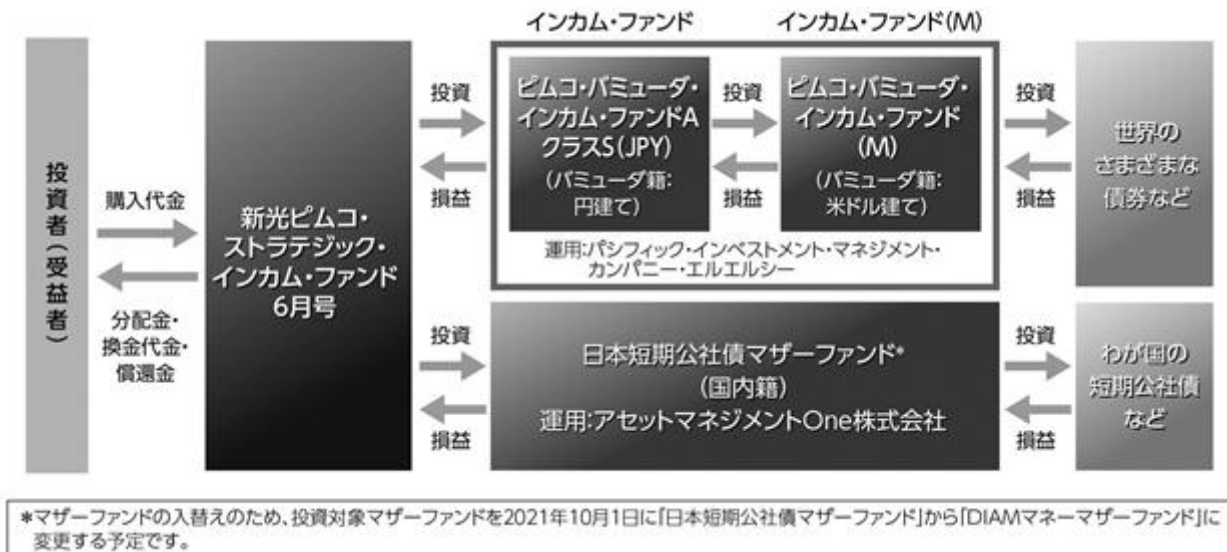 インカム・ファンド
インカム・ファンド(M)
投資者(受益者)
購入代金
分配金・
換金代金・
償還金
新光ピムコ・
ストラテジック・
インカム・ファンド
6月号
投資
損益
ピムコ・バミューダ・
インカム・ファンドA
クラスS(JPY)
(バミューダ籍:
円建て)
投資
損益
ピムコ・バミューダ・
インカム・ファンド
(M)
(バミューダ籍:
米ドル建て)
運用:パシフィック・インベストメント・マネジメント・
カンパニー・エルエルシー
投資
損益
世界の
さまざまな
債券など
投資
損益
日本短期公社債マザーファンド*
(国内籍)
運用:アセットマネジメントOne株式会社
投資
損益
わが国の
短期公社債
など
*マザーファンドの入替えのため、投資対象マザーファンドを2021年10月1日に「日本短期公社債マザーファンド」から「DIAMマネーマザーファンド」に
変更する予定です。